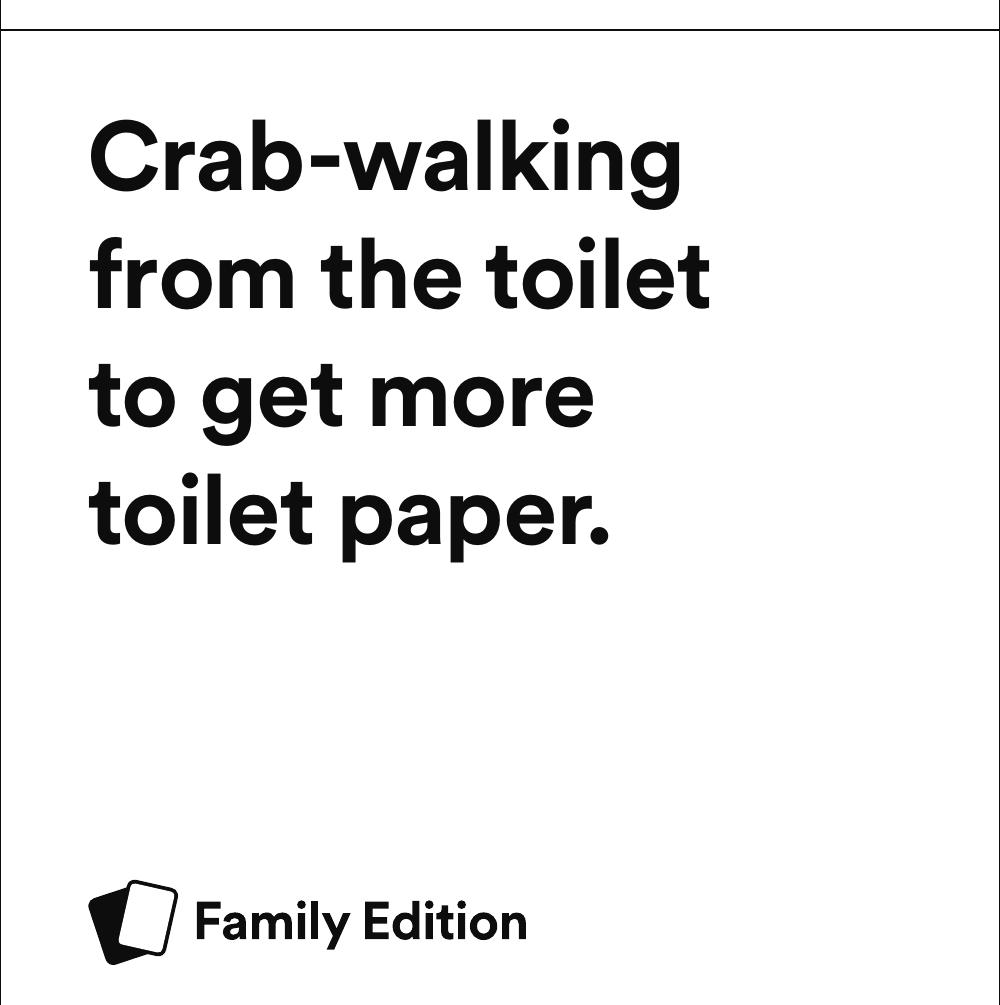 Crab-walking
from the toilet
to get more
toilet paper.
Family Edition